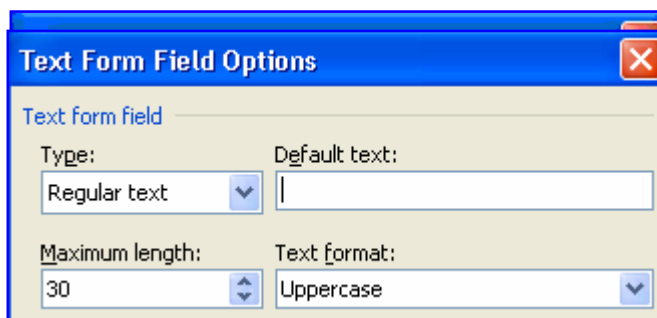 Text Form Field Options
Text form field
Type: Default text:
Regular text
Maximum length: Text format:
30 Uppercase